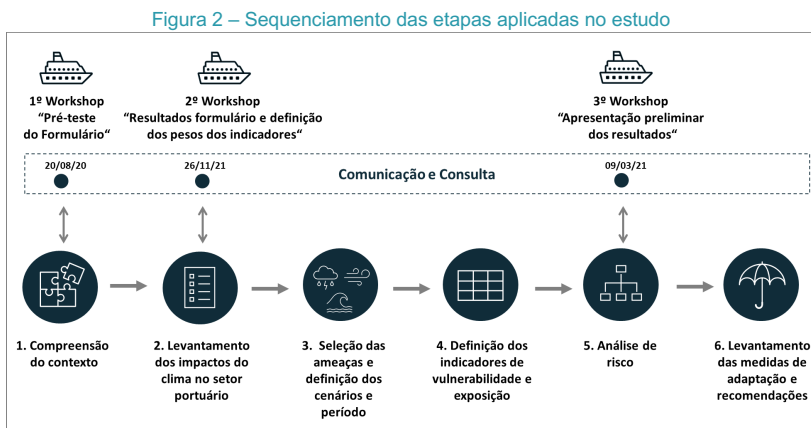 Figura 2 – Sequenciamento das etapas aplicadas no estudo
1º Workshop
“Pré-teste
do Formulário“
2º Workshop
“Resultados formulário e definição
dos pesos dos indicadores“
3º Workshop
“Apresentação preliminar
dos resultados“
20/08/20
26/11/21
Comunicação e Consulta
09/03/21
1. Compreensão
do contexto
2. Levantamento
dos impactos do
clima no setor
portuário
3. Seleção das
ameaças e
definição dos
cenários e
período
4. Definição dos
indicadores de
vulnerabilidade e
exposição
5. Análise de
risco
6. Levantamento
das medidas de
adaptação e
recomendações